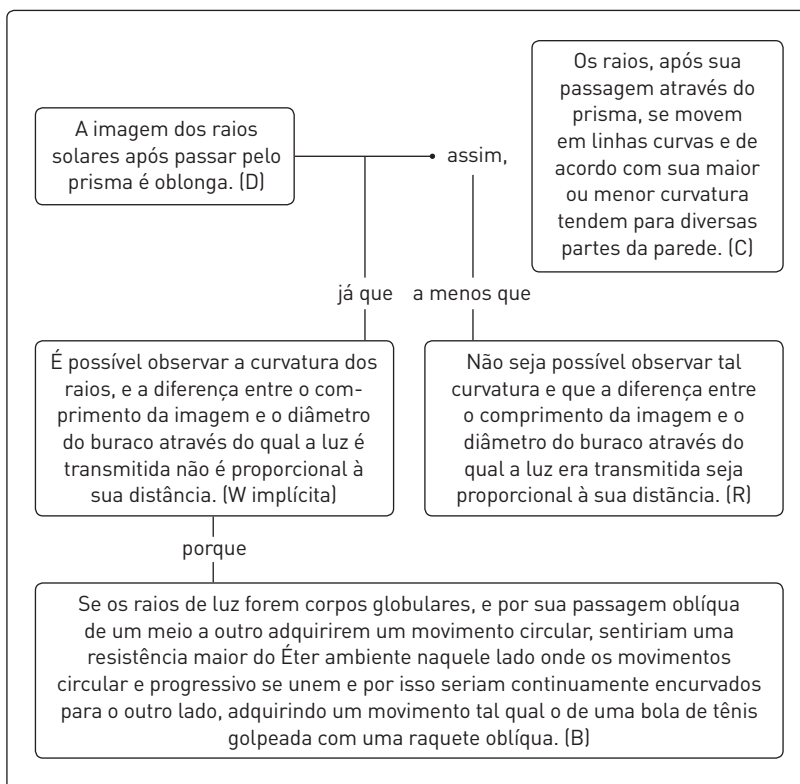 A imagem dos raios
solares após passar pelo
prisma é oblonga. (D)
assim,
Os raios, após sua
passagem através do
prisma, se movem
em linhas curvas e de
acordo com sua maior
ou menor curvatura
tendem para diversas
partes da parede. (C)
já que
a menos que
É possível observar a curvatura dos
raios, e a diferença entre o com-
primento da imagem e o diâmetro
do buraco através do qual a luz é
transmitida não é proporcional à
sua distância. (W implícita)
Não seja possível observar tal
curvatura e que a diferença entre
o comprimento da imagem e o
diâmetro do buraco através do
qual a luz era transmitida seja
proporcional à sua distãncia. (R)
porque
Se os raios de luz forem corpos globulares, e por sua passagem oblíqua
de um meio a outro adquirirem um movimento circular, sentiriam uma
resistência maior do Éter ambiente naquele lado onde os movimentos
circular e progressivo se unem e por isso seriam continuamente encurvados
para o outro lado, adquirindo um movimento tal qual o de uma bola de tênis
golpeada com uma raquete oblíqua. (B)